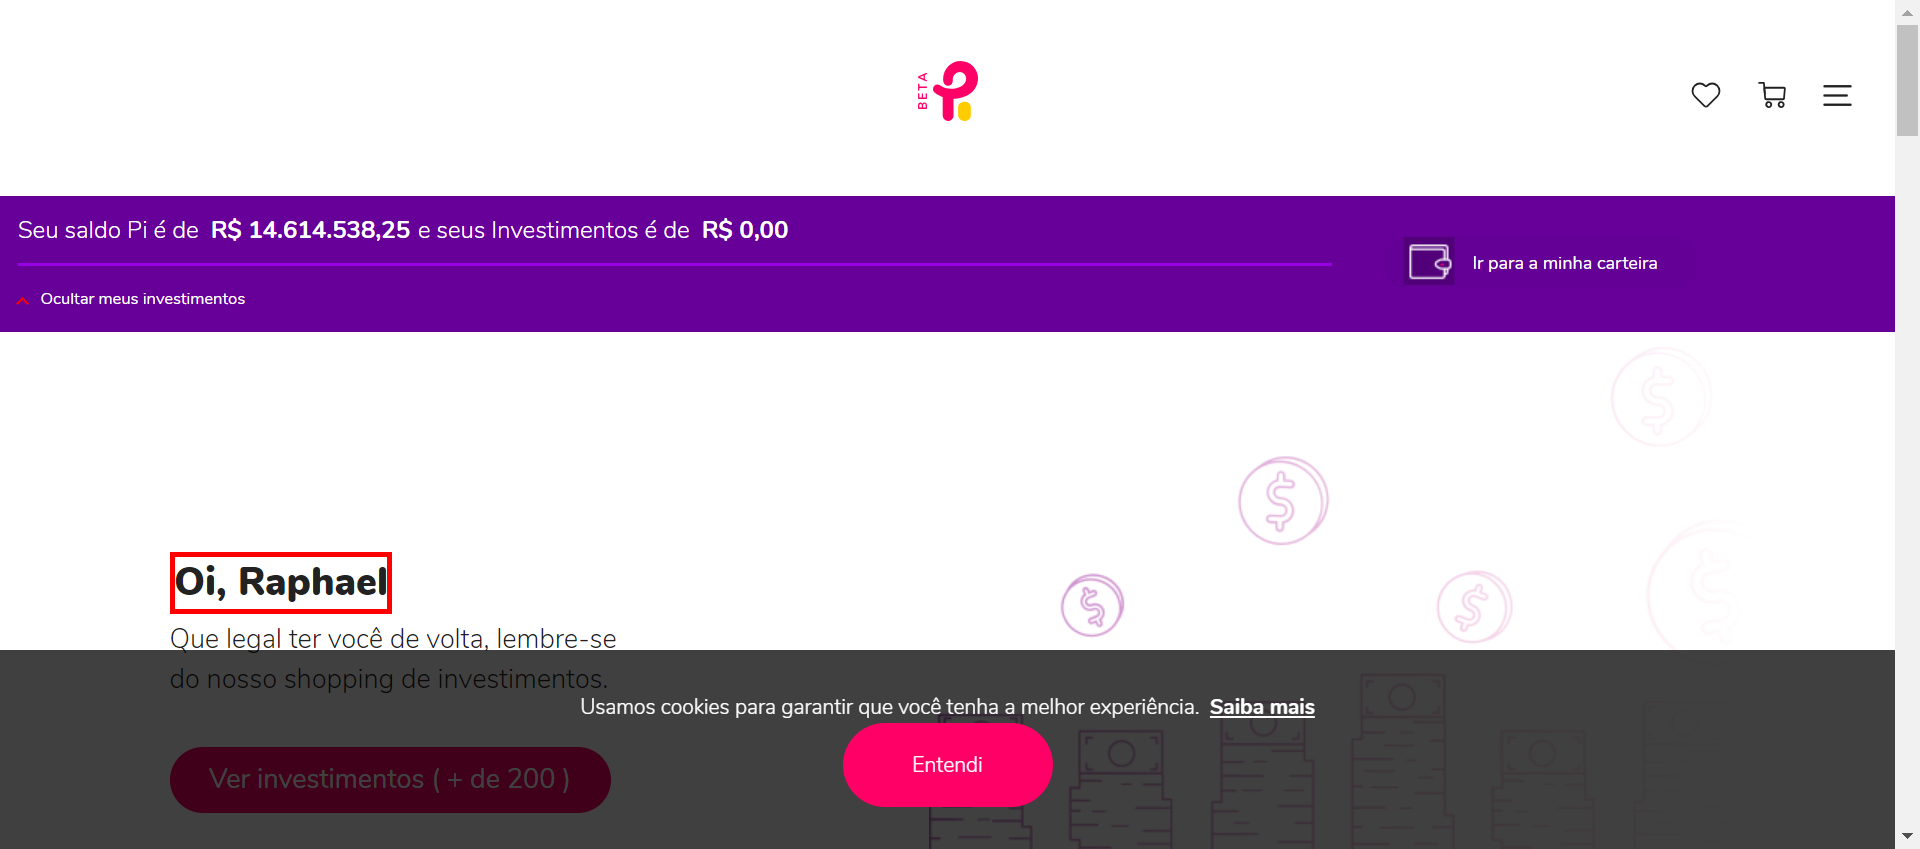 BETA
Pi
Seu saldo Pi é de R$ 14.614.538,25 e seus Investimentos é de R$ 0,00
Ir para a minha carteira
Ocultar meus investimentos
Oi, Raphael
Que legal ter você de volta, lembre-se
do nosso shopping de investimentos.
Usamos cookies para garantir que você tenha a melhor experiência. Saiba mais
Entendi
Ver investimentos ( + de 200 )